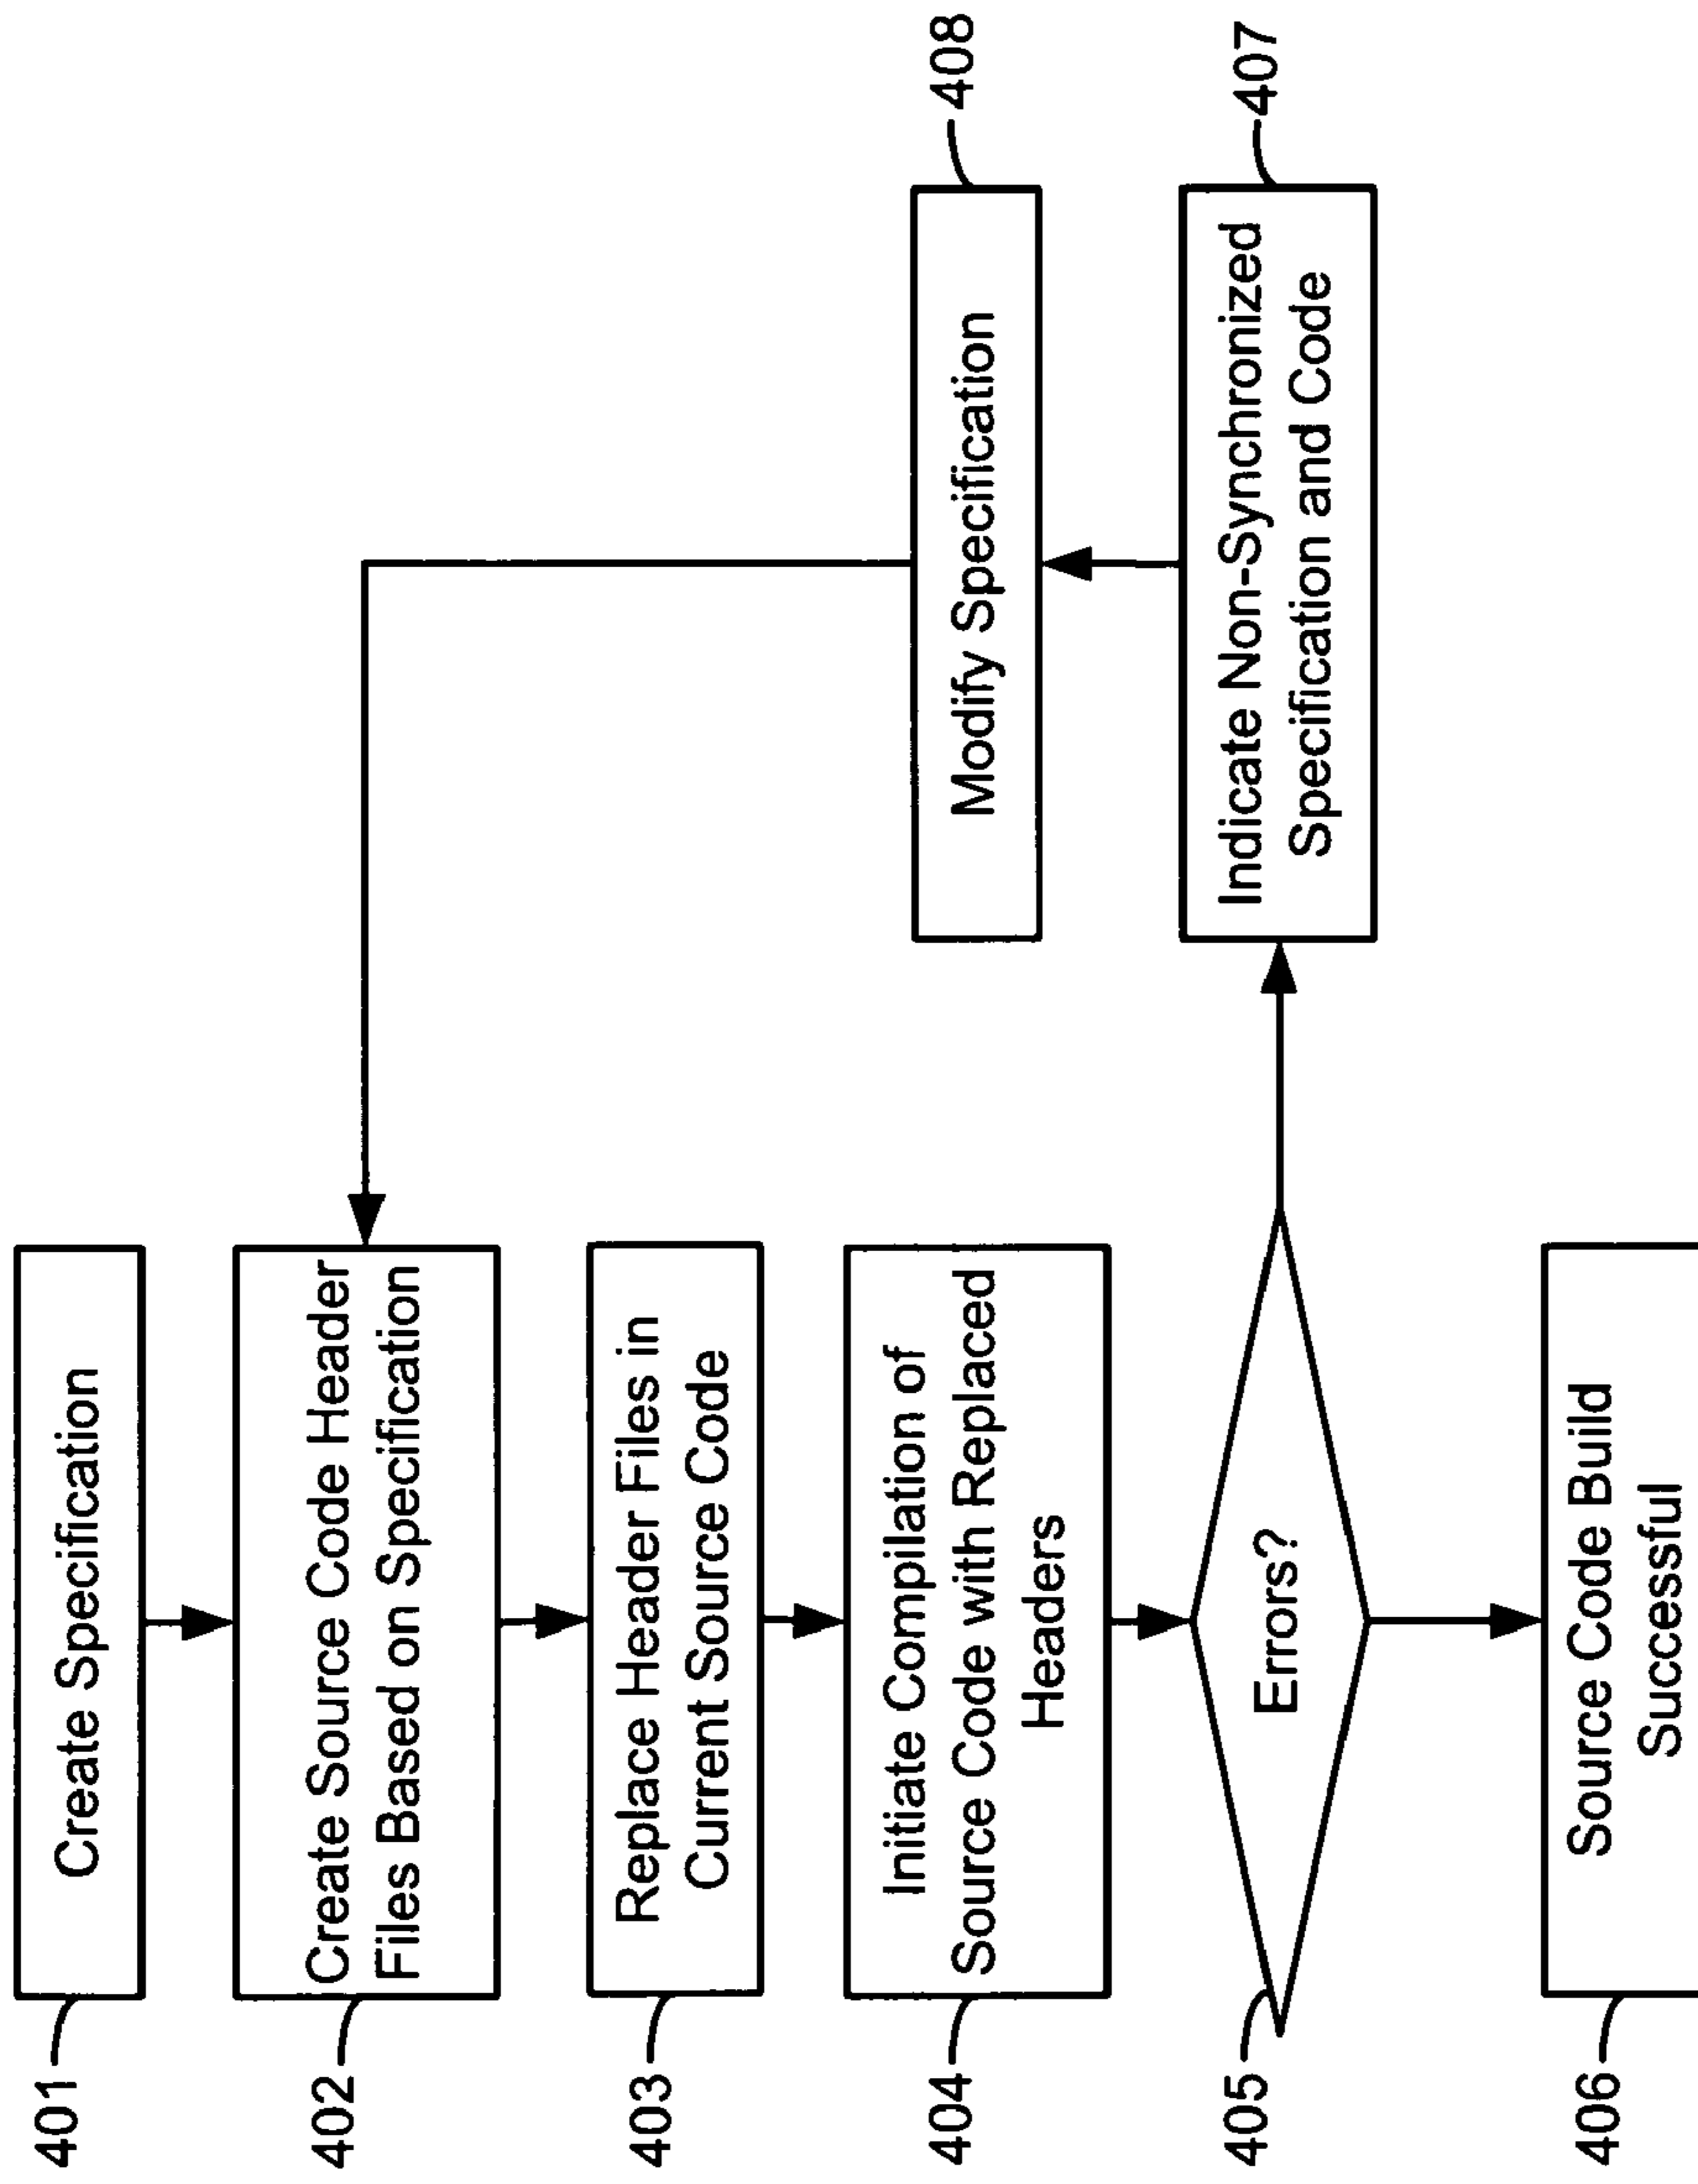 401
Create Specification
402
Create Source Code Header
Files Based on Specification
403
Replace Header Files in
Current Source Code
404
Initiate Compilation of
Source Code with Replaced
Headers
405
Errors?
406
Source Code Build
Successful
408
Modify Specification
407
Indicate Non-Synchronized
Specification and Code